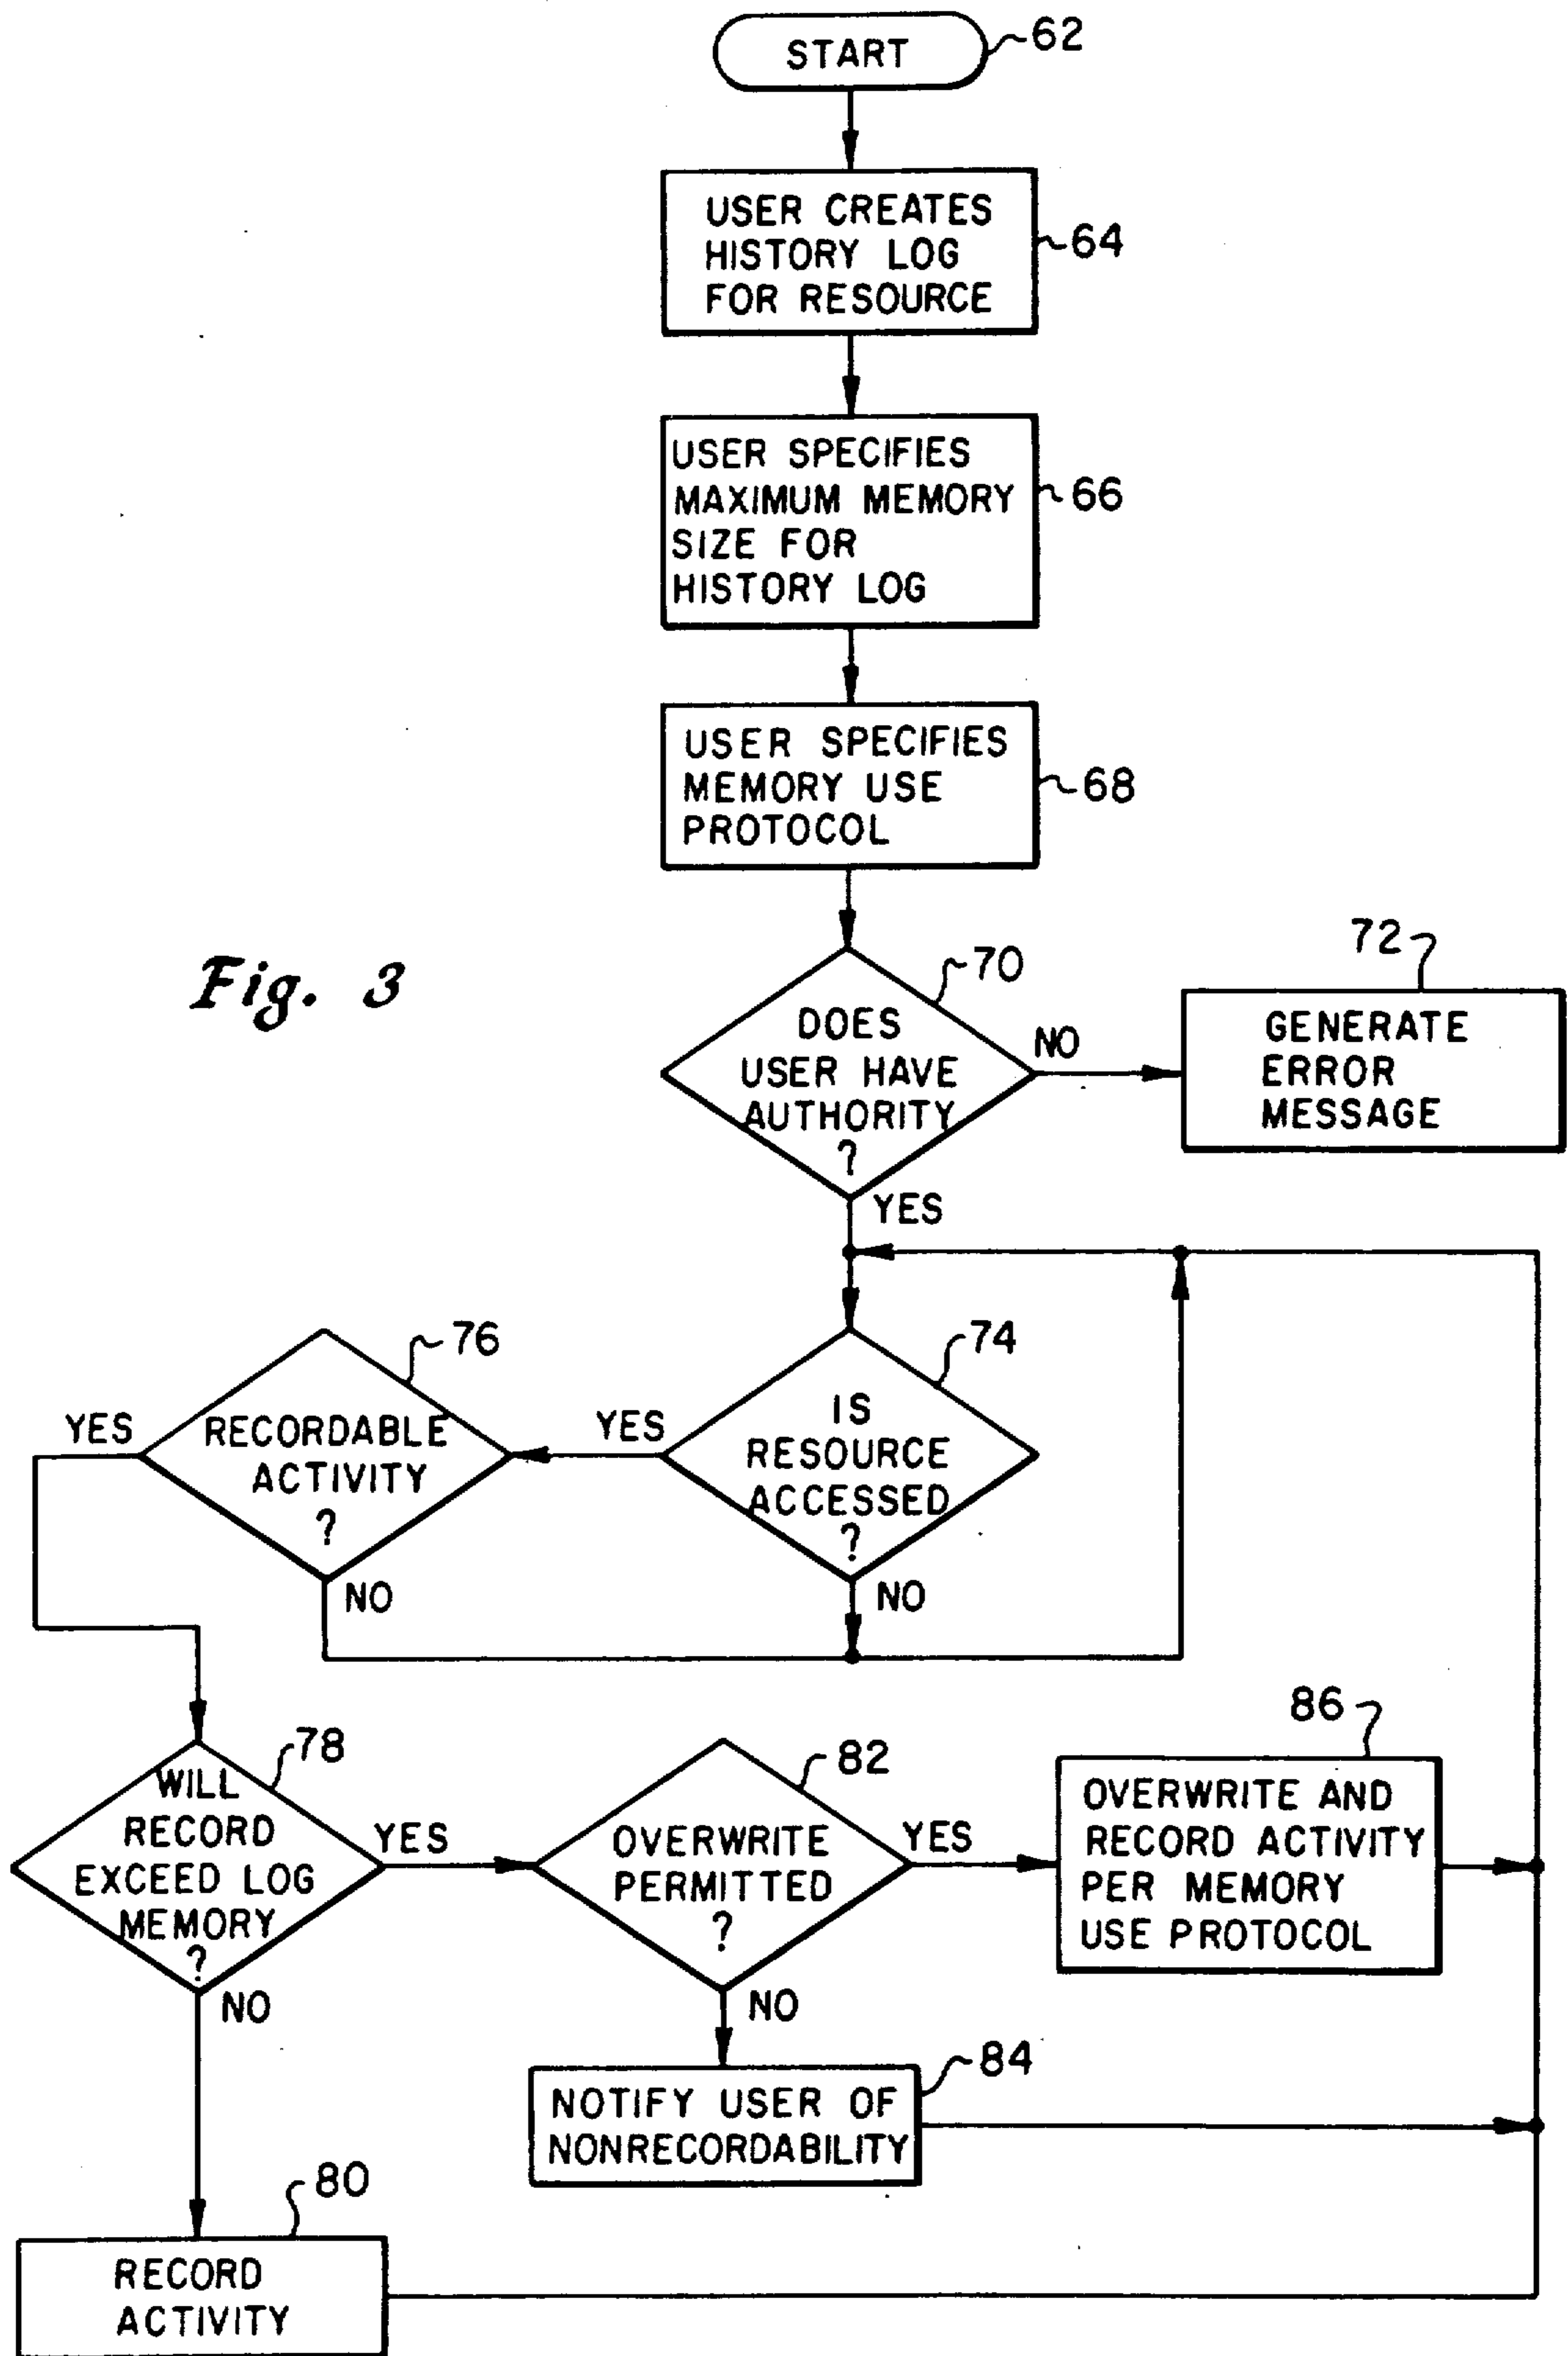 START
62
USER CREATES
HISTORY LOG
FOR RESOURCE
64
USER SPECIFIES
MAXIMUM MEMORY
SIZE FOR
HISTORY LOG
66
USER SPECIFIES
MEMORY USE
PROTOCOL
68
Fig. 3
70
DOES
USER HAVE
AUTHORITY
?
NO
72
GENERATE
ERROR
MESSAGE
YES
74
IS
RESOURCE
ACCESSED
?
YES
NO
76
RECORDABLE
ACTIVITY
?
YES
NO
78
WILL
RECORD
EXCEED LOG
MEMORY
?
YES
NO
82
OVERWRITE
PERMITTED
?
YES
NO
86
OVERWRITE AND
RECORD ACTIVITY
PER MEMORY
USE PROTOCOL
84
NOTIFY USER OF
NONRECORDABILITY
80
RECORD
ACTIVITY